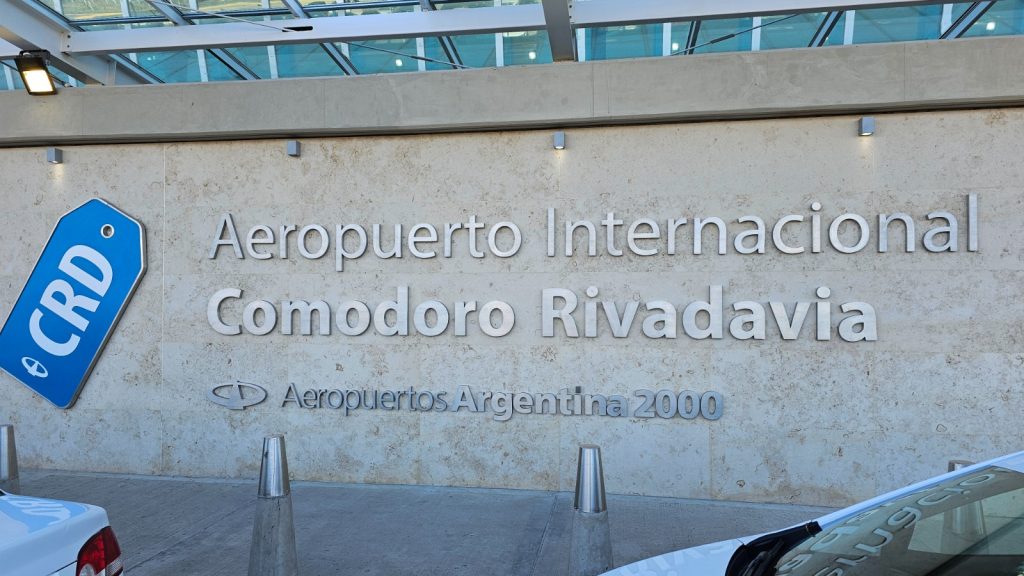 CRD
Aeropuerto Internacional
Comodoro Rivadavia
Aeropuertos Argentina 2000